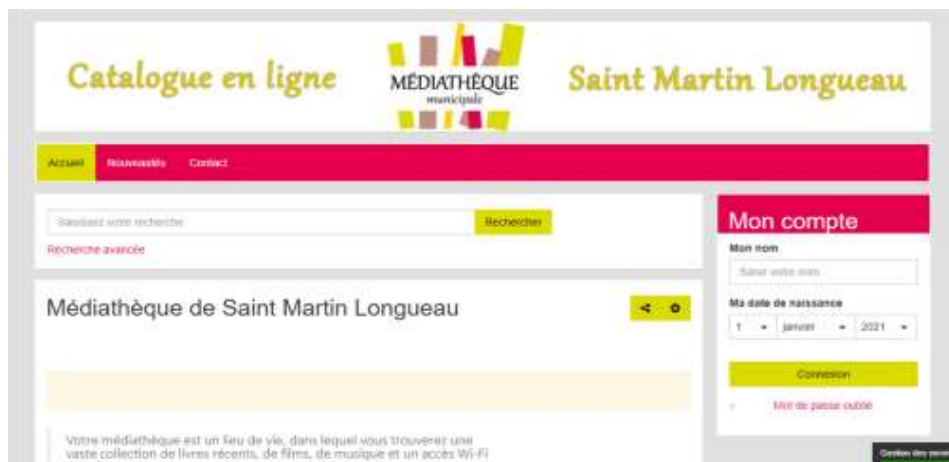 Catalogue en ligne
MÉDIATHÈQUE
municipale
Saint Martin Longueau
Accueil Nouveautés Contact
Saisissez votre recherche Rechercher
Recherche avancée
Mon compte
Mon nom
Saisir votre nom
Ma date de naissance
1 janvier 2021
Connexion
Mot de passe oublié
Médiathèque de Saint Martin Longueau
Votre médiathèque est un lieu de vie, dans lequel vous trouverez une
vaste collection de livres récents, de films, de musique et un accès Wi-Fi
Gestion des